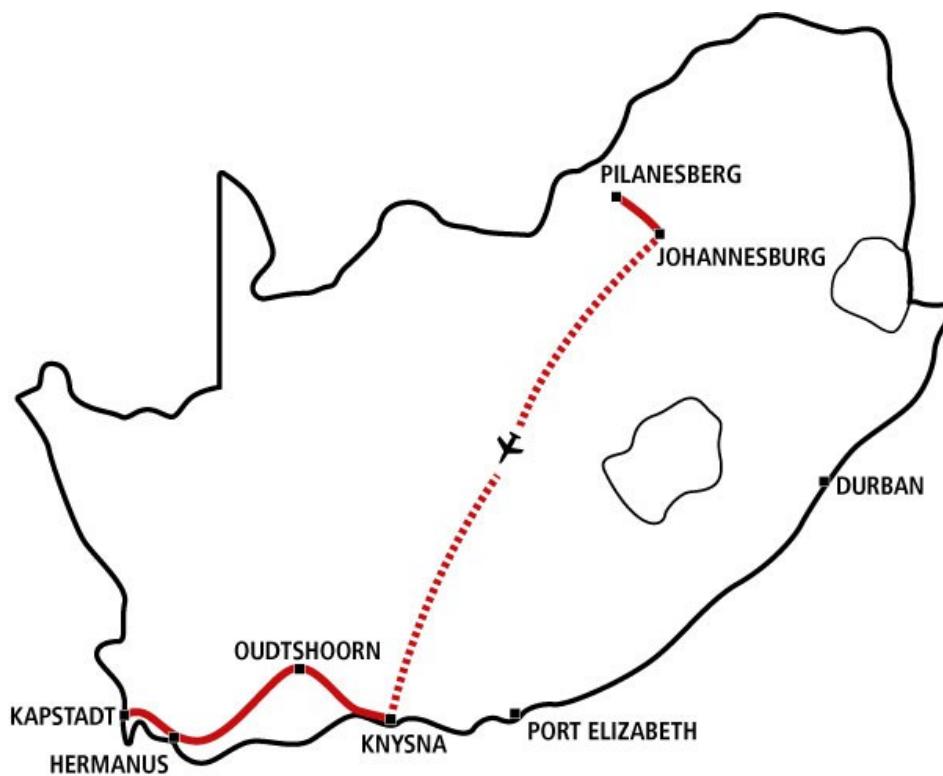 PILANESBERG
JOHANNESBURG
DURBAN
OUDTSHOORN
KAPSTADT
HERMANUS
KNYSNA
PORT ELIZABETH